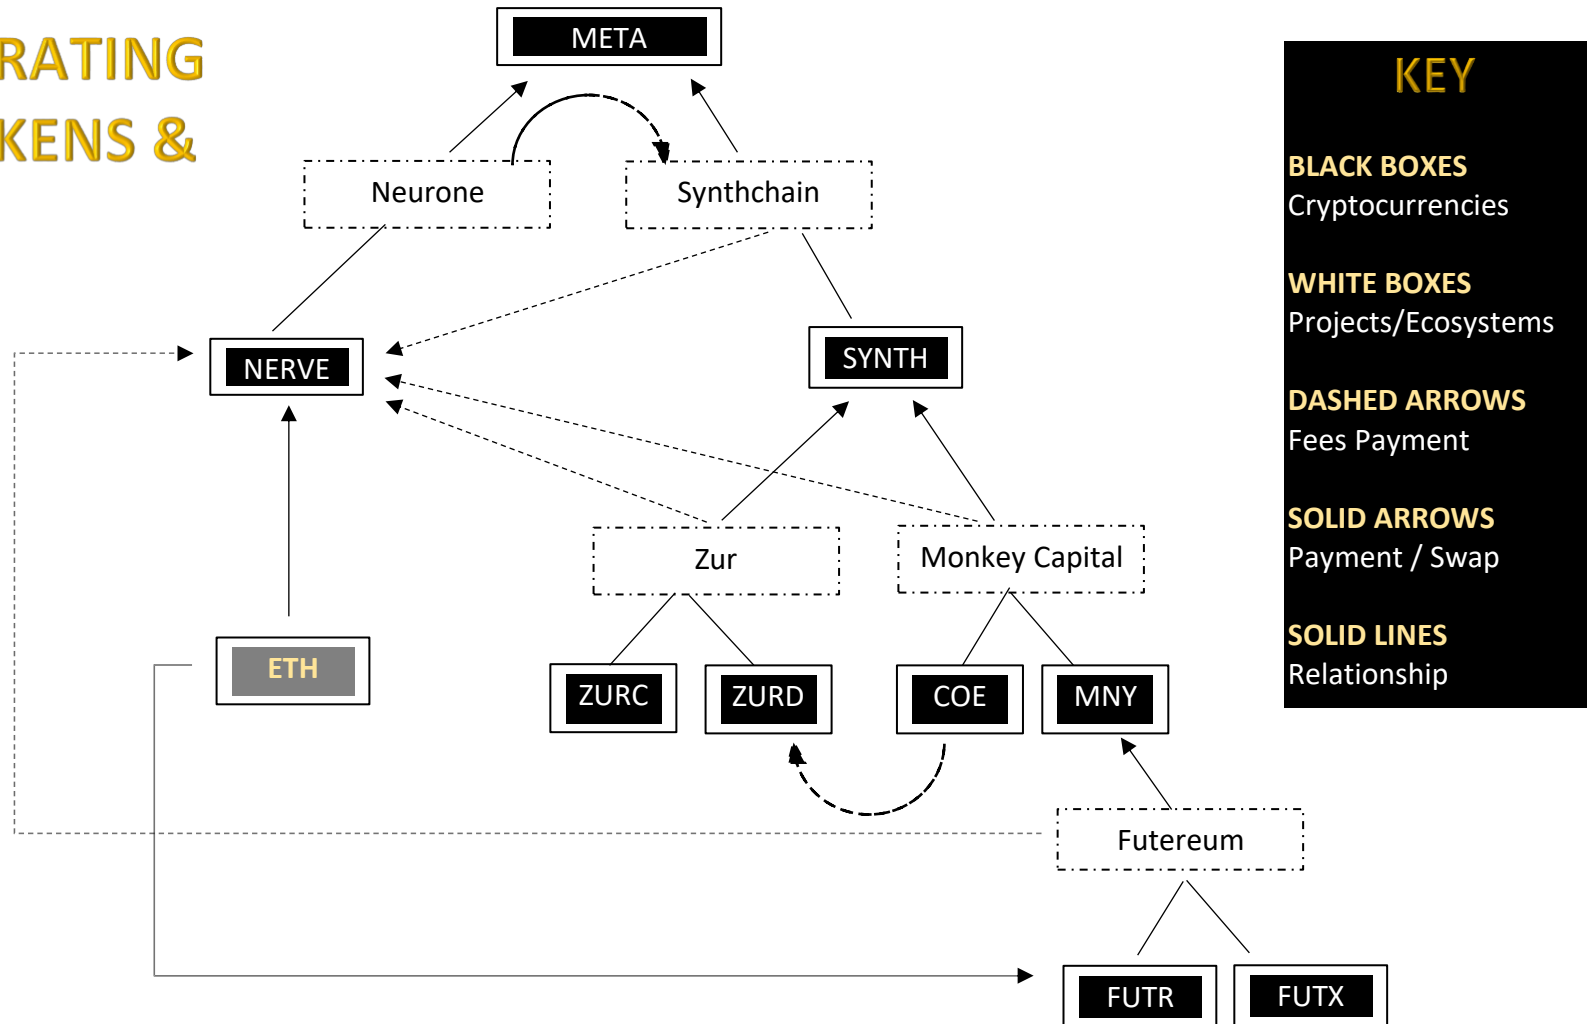 RATING
KENS &
META
Neurone
Synthchain
NERVE
SYNTH
Zur
Monkey Capital
ETH
ZURC
ZURD
COE
MNY
Futereum
FUTR
FUTX
KEY
BLACK BOXES
Cryptocurrencies
WHITE BOXES
Projects/Ecosystems
DASHED ARROWS
Fees Payment
SOLID ARROWS
Payment / Swap
SOLID LINES
Relationship